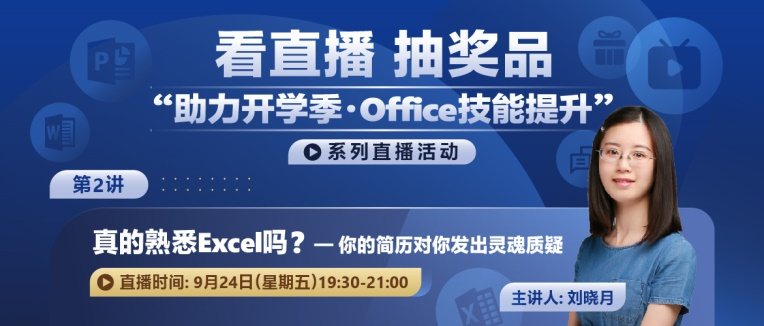 看直播 抽奖品
“助力开学季·Office技能提升”
系列直播活动
第2讲
真的熟悉Excel吗？— 你的简历对你发出灵魂质疑
直播时间: 9月24日(星期五)19:30-21:00
主讲人: 刘晓月